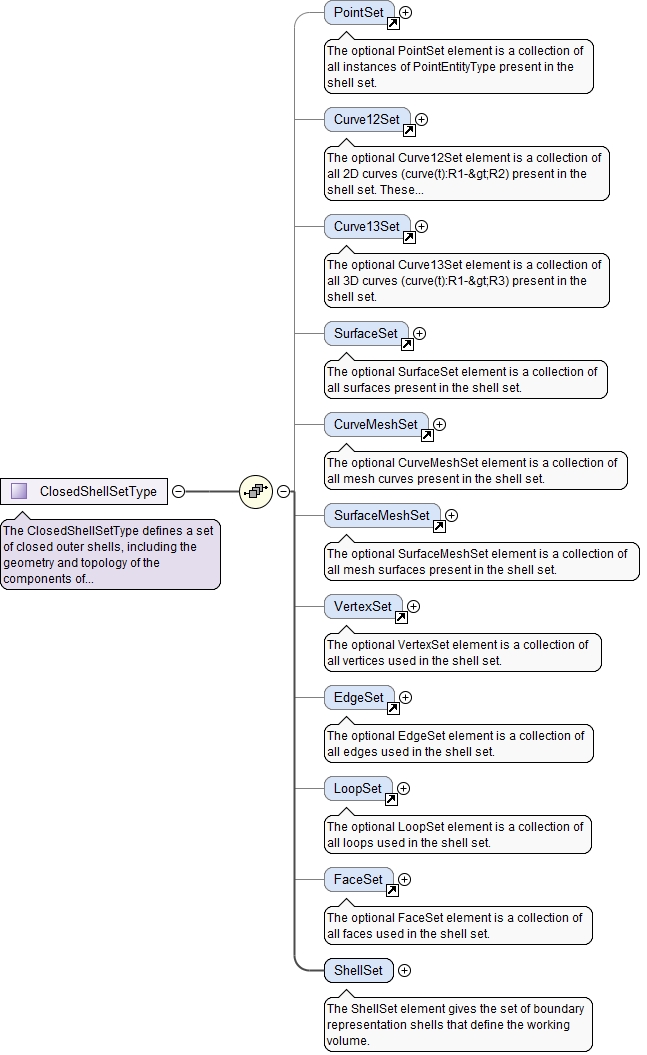 PointSet
The optional PointSet element is a collection of
all instances of PointEntityType present in the
shell set.
Curve12Set
The optional Curve12Set element is a collection of
all 2D curves (curve(t):R1-&gt;R2) present in the
shell set. These...
Curve13Set
The optional Curve13Set element is a collection of
all 3D curves (curve(t):R1-&gt;R3) present in the
shell set.
SurfaceSet
The optional SurfaceSet element is a collection of
all surfaces present in the shell set.
CurveMeshSet
The optional CurveMeshSet element is a collection of
all mesh curves present in the shell set.
ClosedShellSetType
The ClosedShellSetType defines a set
of closed outer shells, including the
geometry and topology of the
components of...
SurfaceMeshSet
The optional SurfaceMeshSet element is a collection of
all mesh surfaces present in the shell set.
VertexSet
The optional VertexSet element is a collection of
all vertices used in the shell set.
EdgeSet
The optional EdgeSet element is a collection of
all edges used in the shell set.
LoopSet
The optional LoopSet element is a collection of
all loops used in the shell set.
FaceSet
The optional FaceSet element is a collection of
all faces used in the shell set.
ShellSet
The ShellSet element gives the set of boundary
representation shells that define the working
volume.